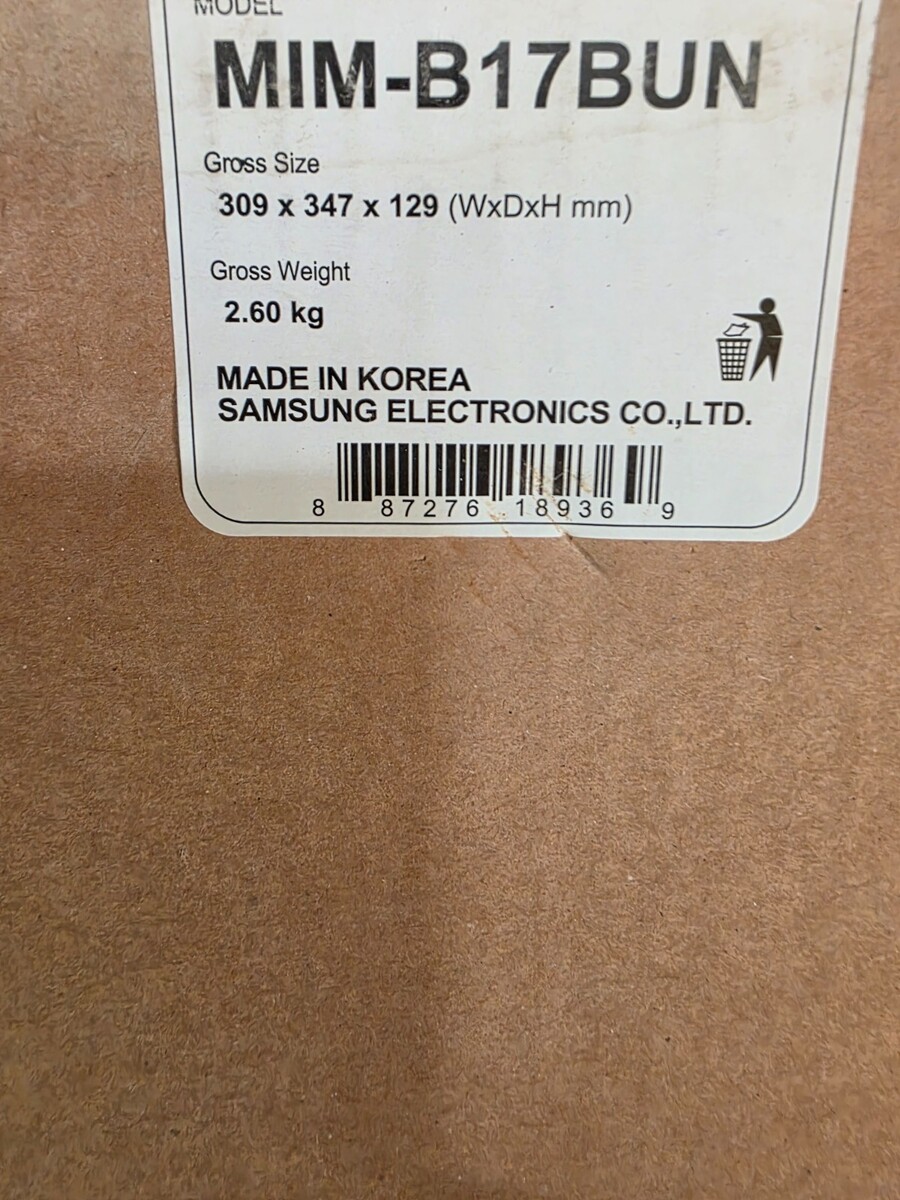 MODEL
MIM-B17BUN
Gross Size
309 x 347 x 129 (WxDxH mm)
Gross Weight
2.60 kg
MADE IN KOREA
SAMSUNG ELECTRONICS CO.,LTD.
8 87276 18936 9